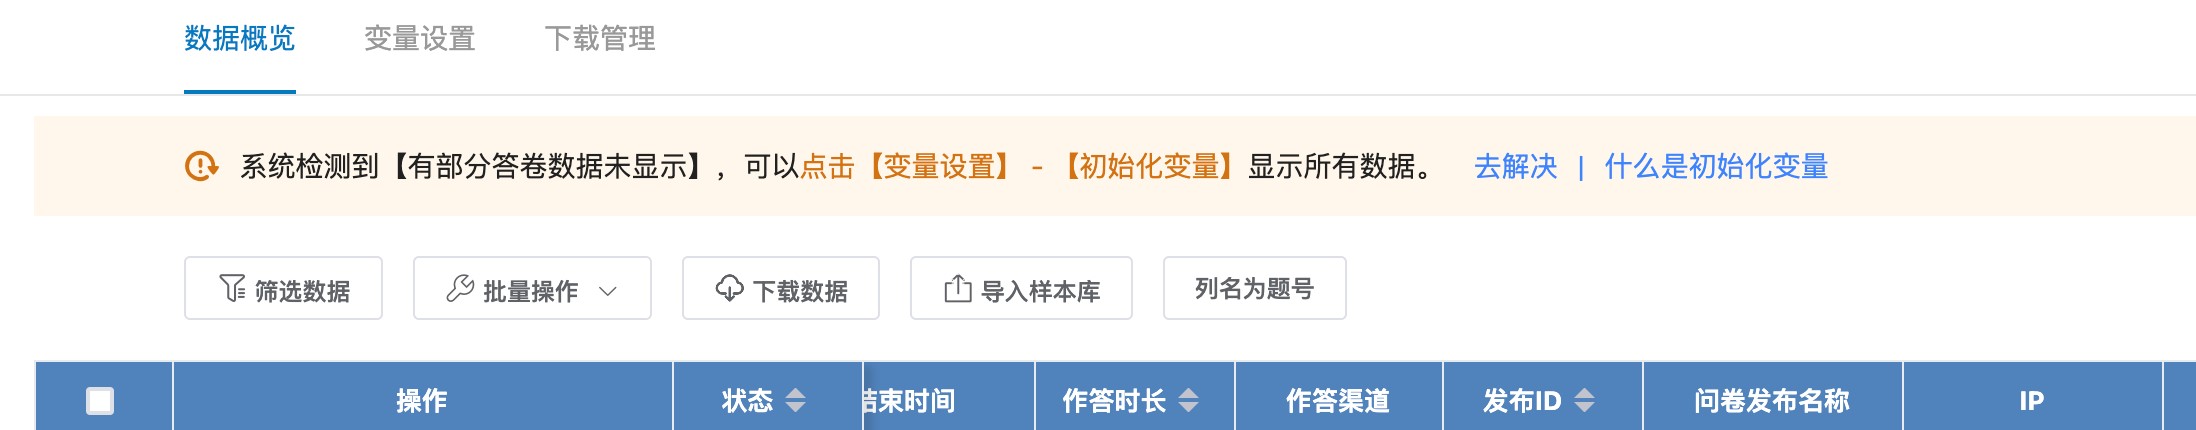 数据概览 变量设置 下载管理
系统检测到【有部分答卷数据未显示】，可以点击【变量设置】-【初始化变量】显示所有数据。 去解决 | 什么是初始化变量
筛选数据 批量操作 下载数据 导入样本库 列名为题号
操作 状态 结束时间 作答时长 作答渠道 发布ID 问卷发布名称 IP